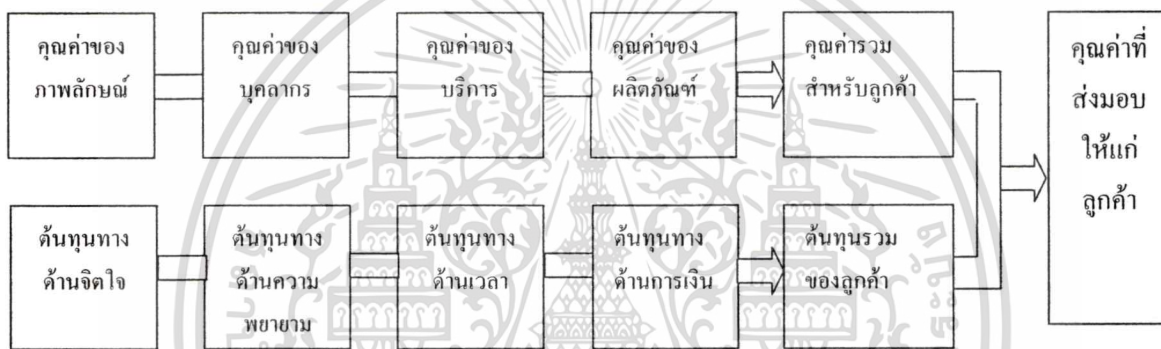 คุณค่าของ
ภาพลักษณ์
คุณค่าของ
บุคลากร
คุณค่าของ
บริการ
คุณค่าของ
ผลิตภัณฑ์
คุณค่ารวม
สำหรับลูกค้า
คุณค่าที่
ส่งมอบ
ให้แก่
ลูกค้า
ต้นทุนทาง
ด้านจิตใจ
ต้นทุนทาง
ด้านความ
พยายาม
ต้นทุนทาง
ด้านเวลา
ต้นทุนทาง
ด้านการเงิน
ต้นทุนรวม
ของลูกค้า